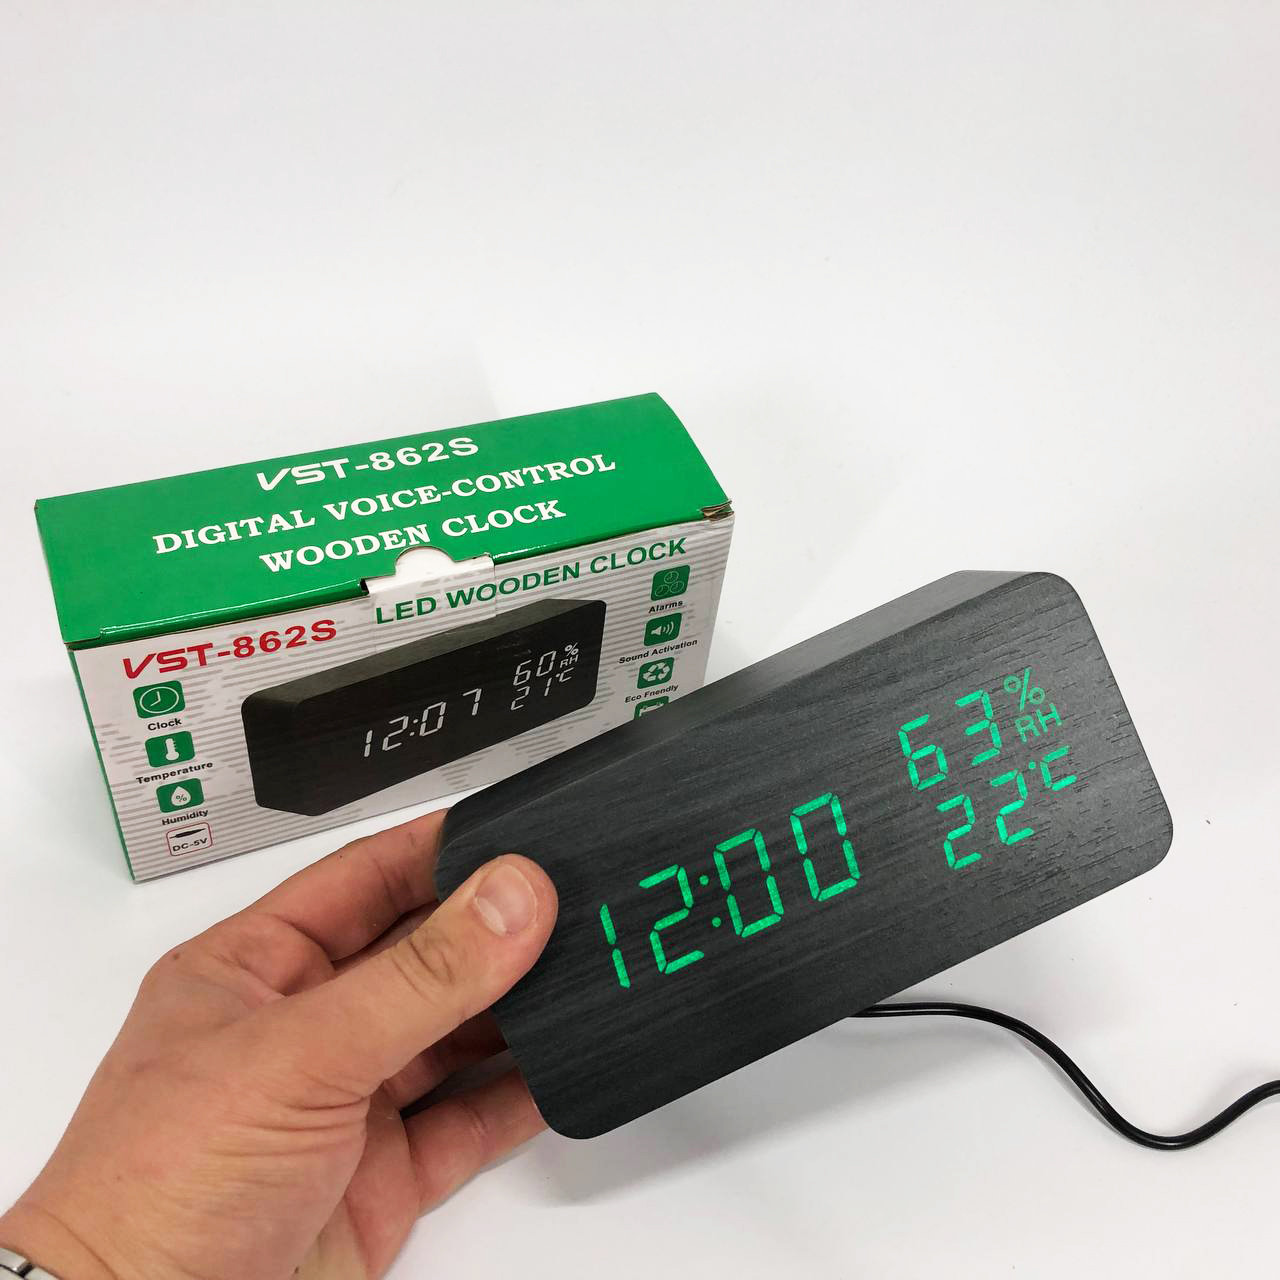 VST-862S
DIGITAL VOICE-CONTROL
WOODEN CLOCK
LED WOODEN CLOCK
VST-862S
Clock
Temperature
%
Humidity
DC-5V
12:07
60%
RH
21°C
Alarms
Sound Activation
Eco Friendly
12:00
63%
RH
22°C